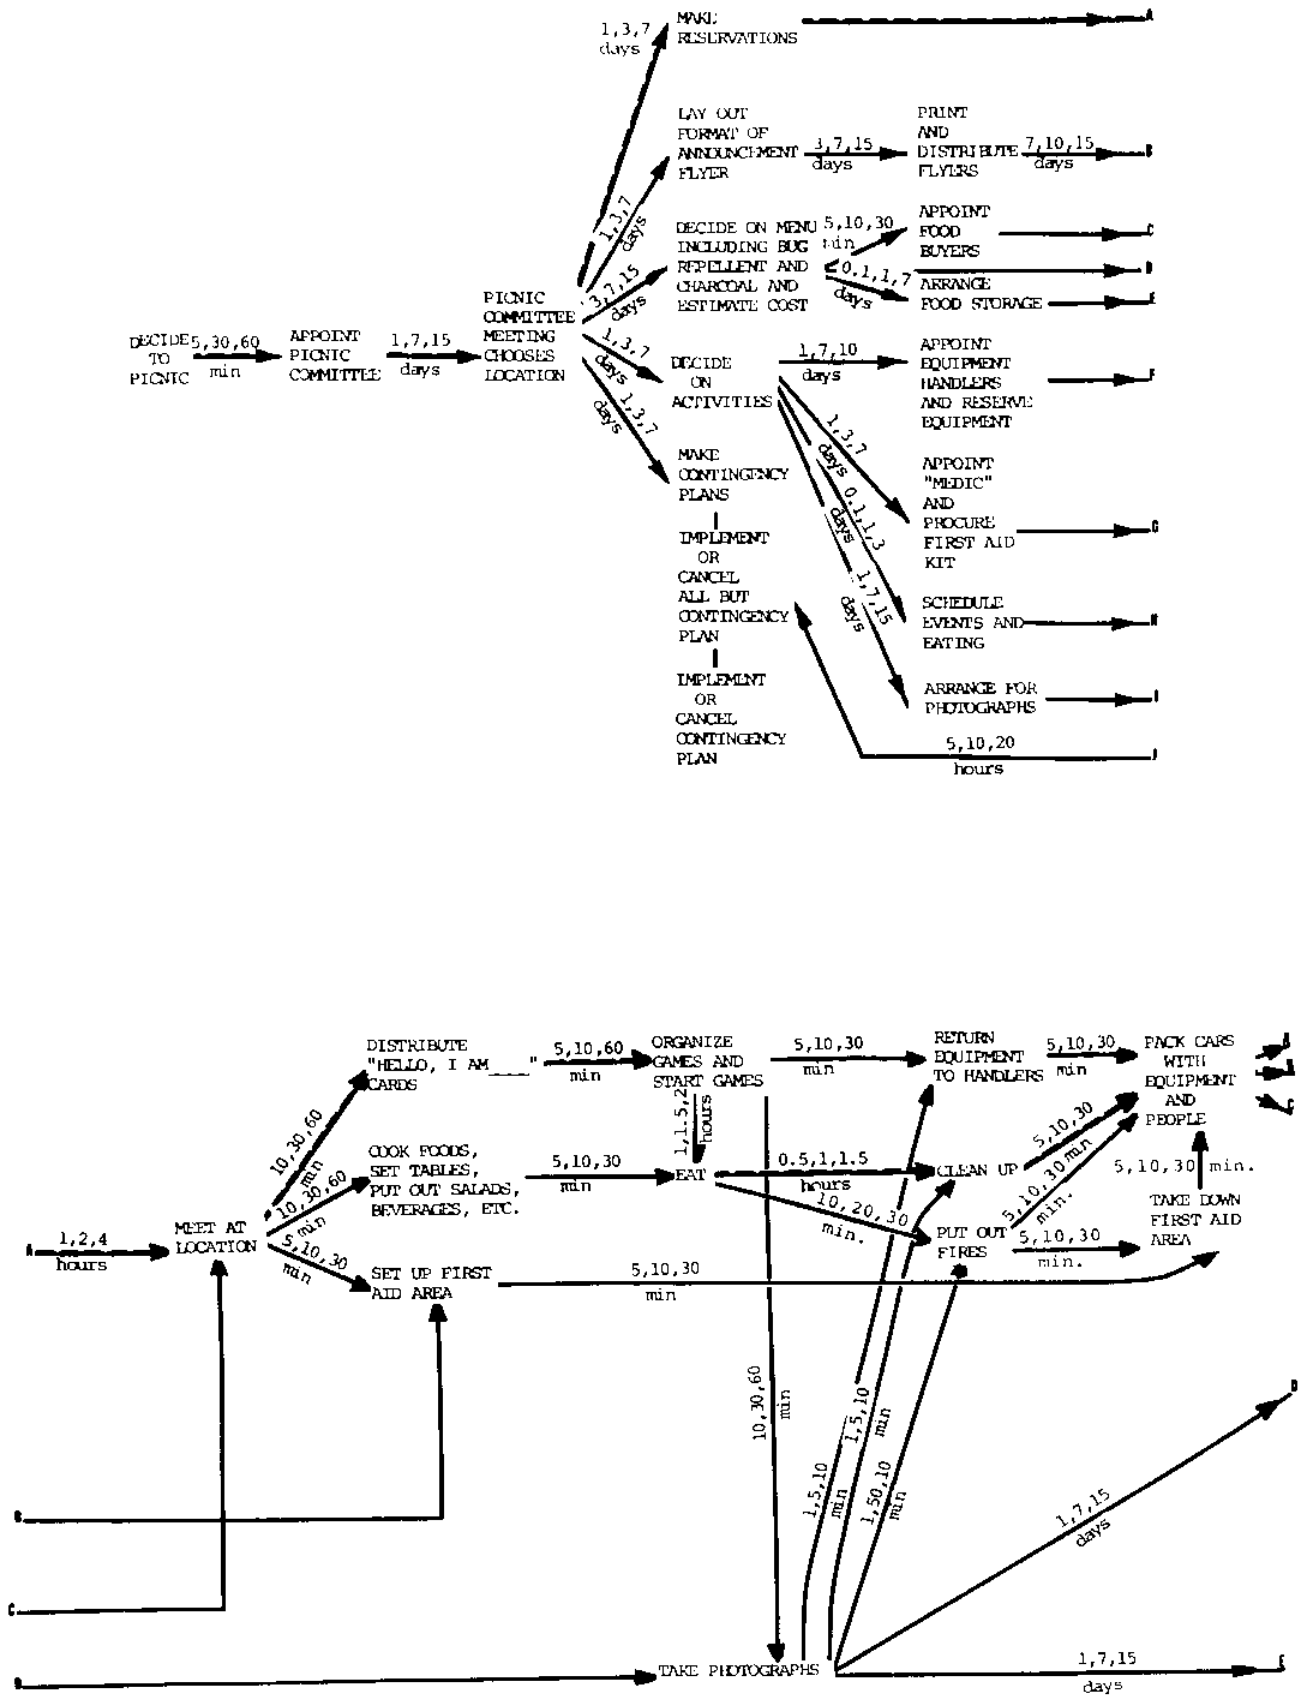 1,3,7
days
MAKE
RESERVATIONS
A
LAY OUT
FORMAT OF
ANNOUNCMENT
FLYER
1,3,7
days
3,7,15
days
PRINT
AND
DISTRIBUTE
FLYERS
7,10,15
days
B
DECIDE ON MENU
INCLUDING BUG
REPELLENT AND
CHARCOAL AND
ESTIMATE COST
3,7,15
days
5,10,30
min
APPOINT
FOOD
BUYERS
C
0.1,1,7
days
D
ARRANGE
FOOD STORAGE
E
DECIDE
TO
PICNIC
5,30,60
min
APPOINT
PICNIC
COMMITTEE
1,7,15
days
PICNIC
COMMITTEE
MEETING
CHOOSES
LOCATION
1,3,7
days
DECIDE
ON
ACTIVITIES
1,7,10
days
APPOINT
EQUIPMENT
HANDLERS
AND RESERVE
EQUIPMENT
F
1,3,7
days
MAKE
CONTINGENCY
PLANS
1,3,7
days
APPOINT
"MEDIC"
AND
PROCURE
FIRST AID
KIT
G
IMPLEMENT
OR
CANCEL
ALL BUT
CONTINGENCY
PLAN
0.1,1,3
days
SCHEDULE
EVENTS AND
EATING
H
1,7,15
days
ARRANGE FOR
PHOTOGRAPHS
I
IMPLEMENT
OR
CANCEL
CONTINGENCY
PLAN
5,10,20
hours
J
DISTRIBUTE
"HELLO, I AM____"
CARDS
5,10,60
min
ORGANIZE
GAMES AND
START GAMES
5,10,30
min
RETURN
EQUIPMENT
TO HANDLERS
5,10,30
min
PACK CARS
WITH
EQUIPMENT
AND
PEOPLE
A
B
C
10,30,60
min
1,1.5,2
hours
5,10,30
COOK FOODS,
SET TABLES,
PUT OUT SALADS,
BEVERAGES, ETC.
10,30,60
min
5,10,30
min
EAT
0.5,1,1.5
hours
CLEAN UP
5,10,30 min.
5,10,30 min
min.
10,20,30
min.
TAKE DOWN
FIRST AID
AREA
A
1,2,4
hours
MEET AT
LOCATION
PUT OUT
FIRES
5,10,30
min.
5,10,30
min
SET UP FIRST
AID AREA
5,10,30
min
10,30,60
min
1,5,10
min
1,5,10
min
1,50,10
min
D
B
1,7,15
days
C
D
TAKE PHOTOGRAPHS
1,7,15
days
E